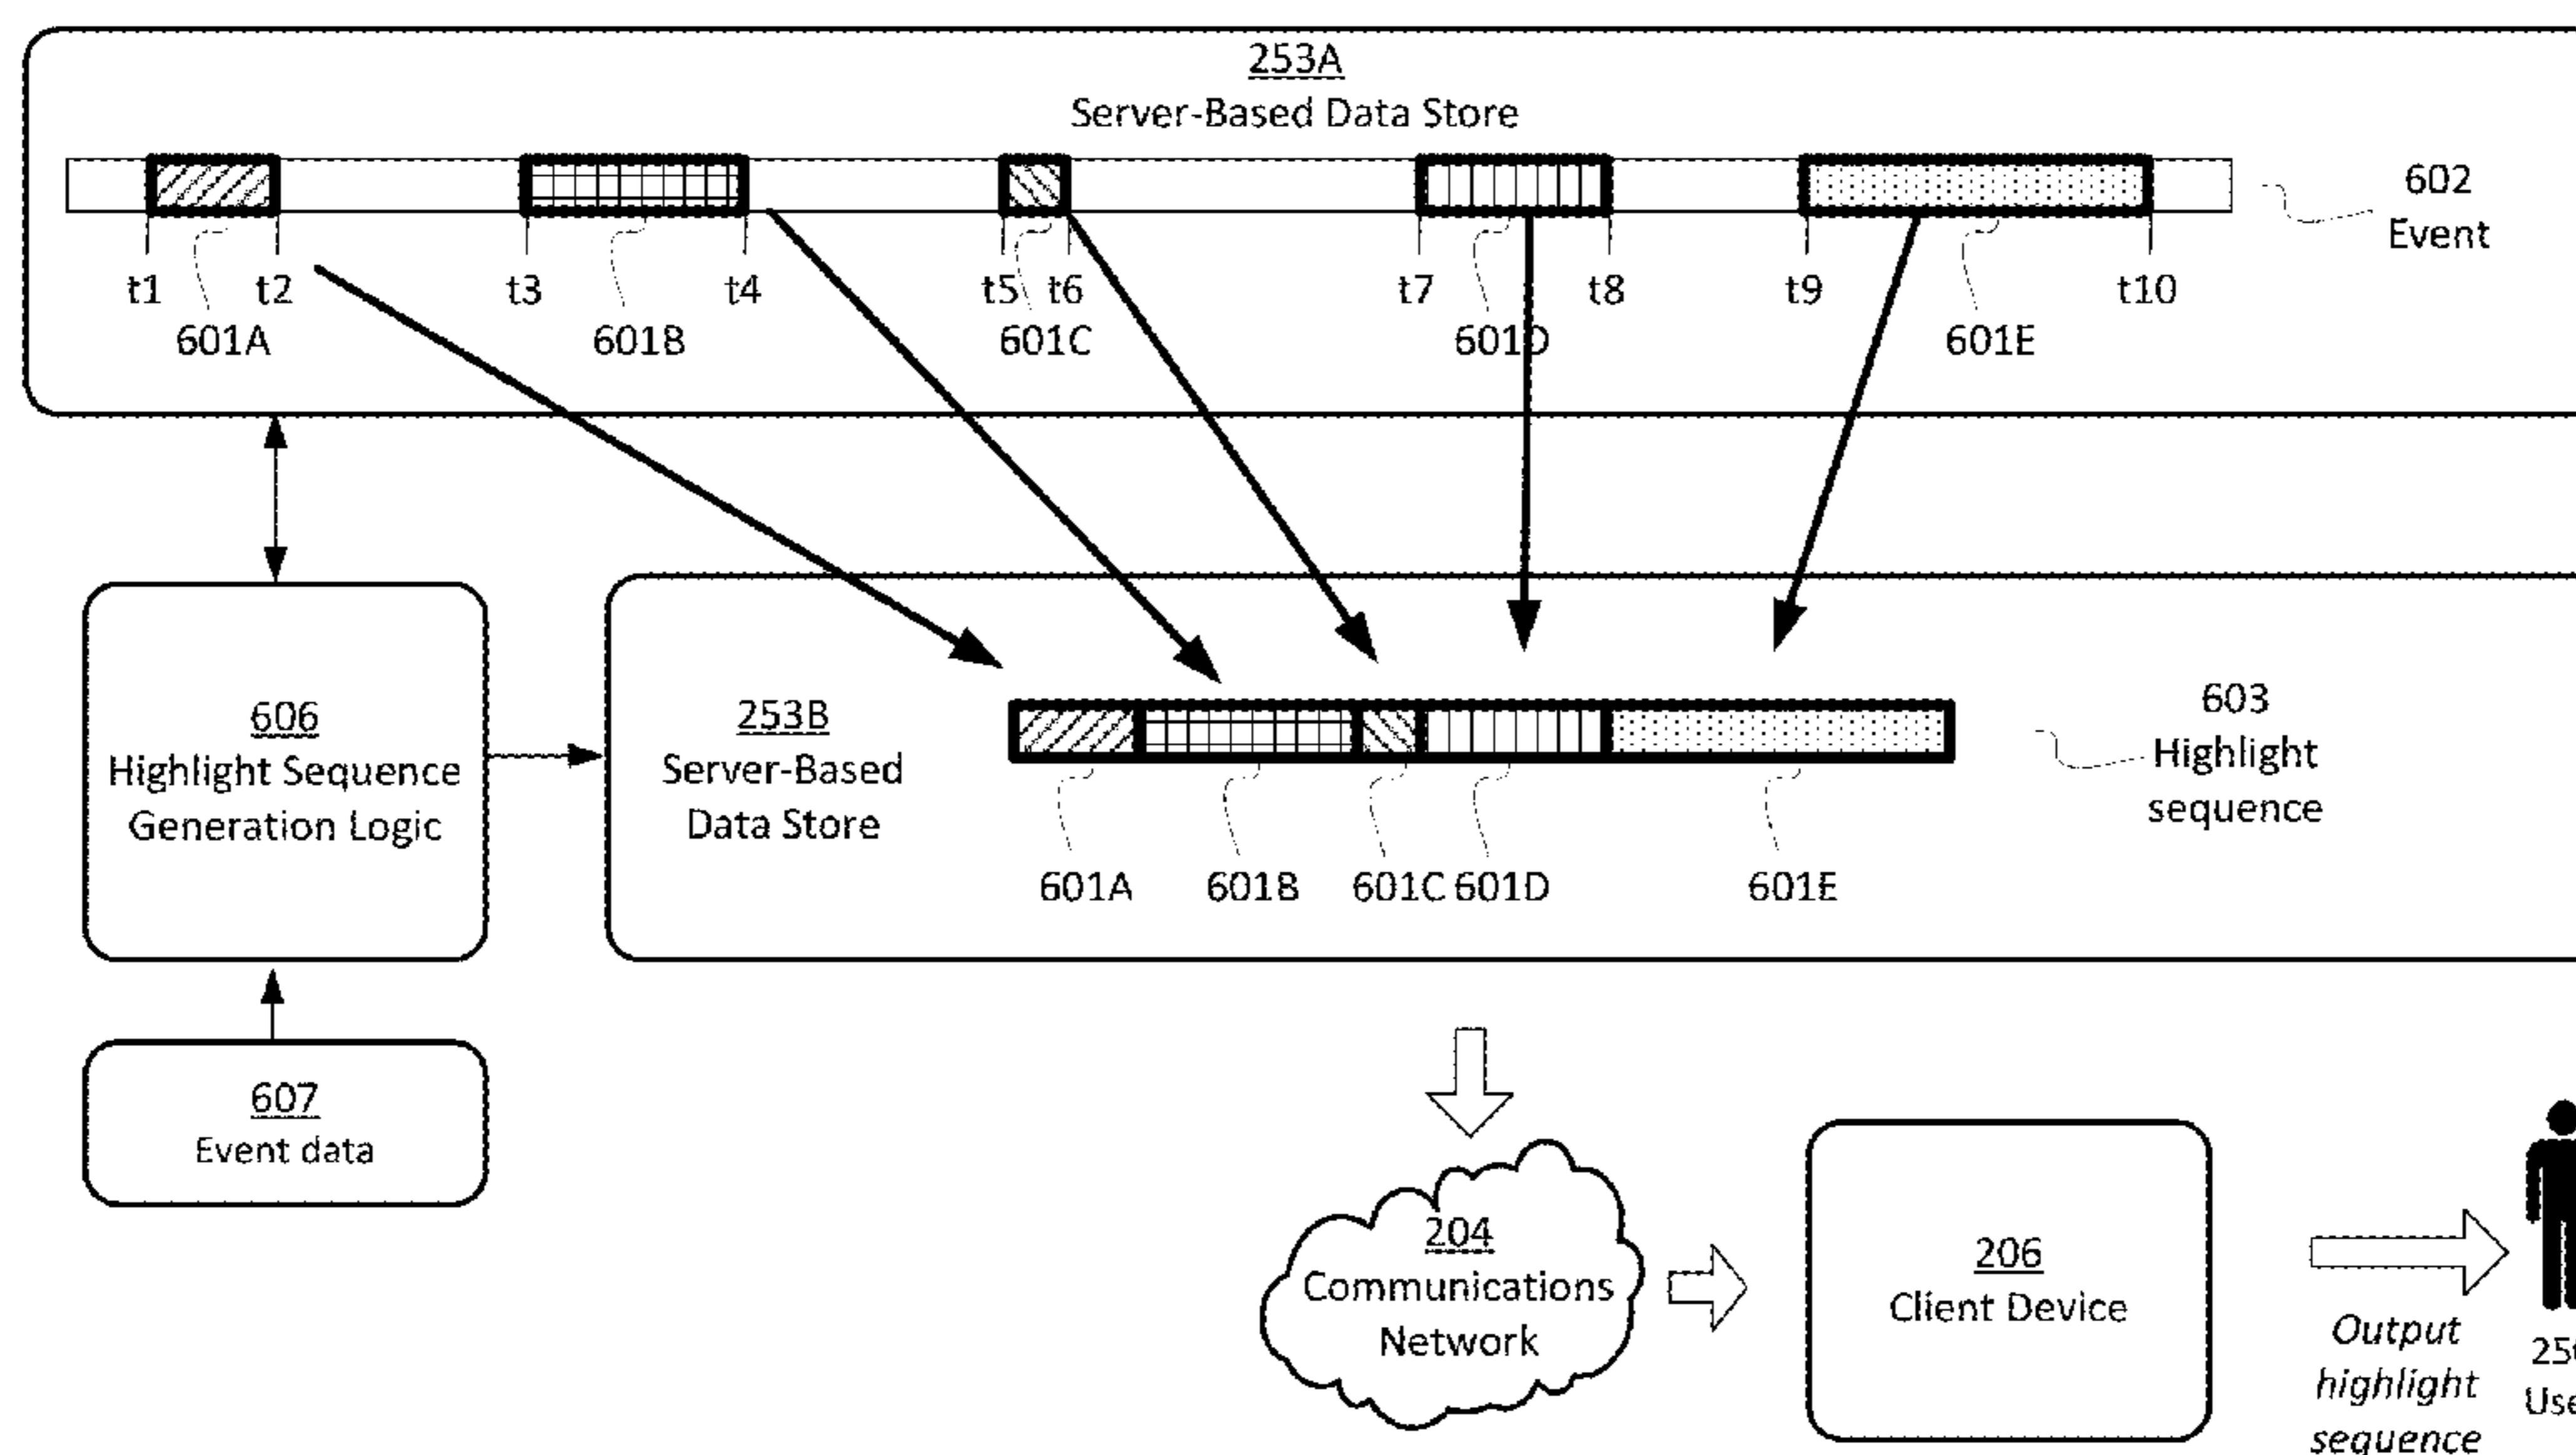 253A
Server-Based Data Store
602
Event
t1 t2 t3 t4 t5 t6 t7 t8 t9 t10
601A 601B 601C 601D 601E
606
Highlight Sequence
Generation Logic
253B
Server-Based
Data Store
601A 601B 601C 601D 601E
603
Highlight
sequence
607
Event data
204
Communications
Network
206
Client Device
Output
highlight
sequence